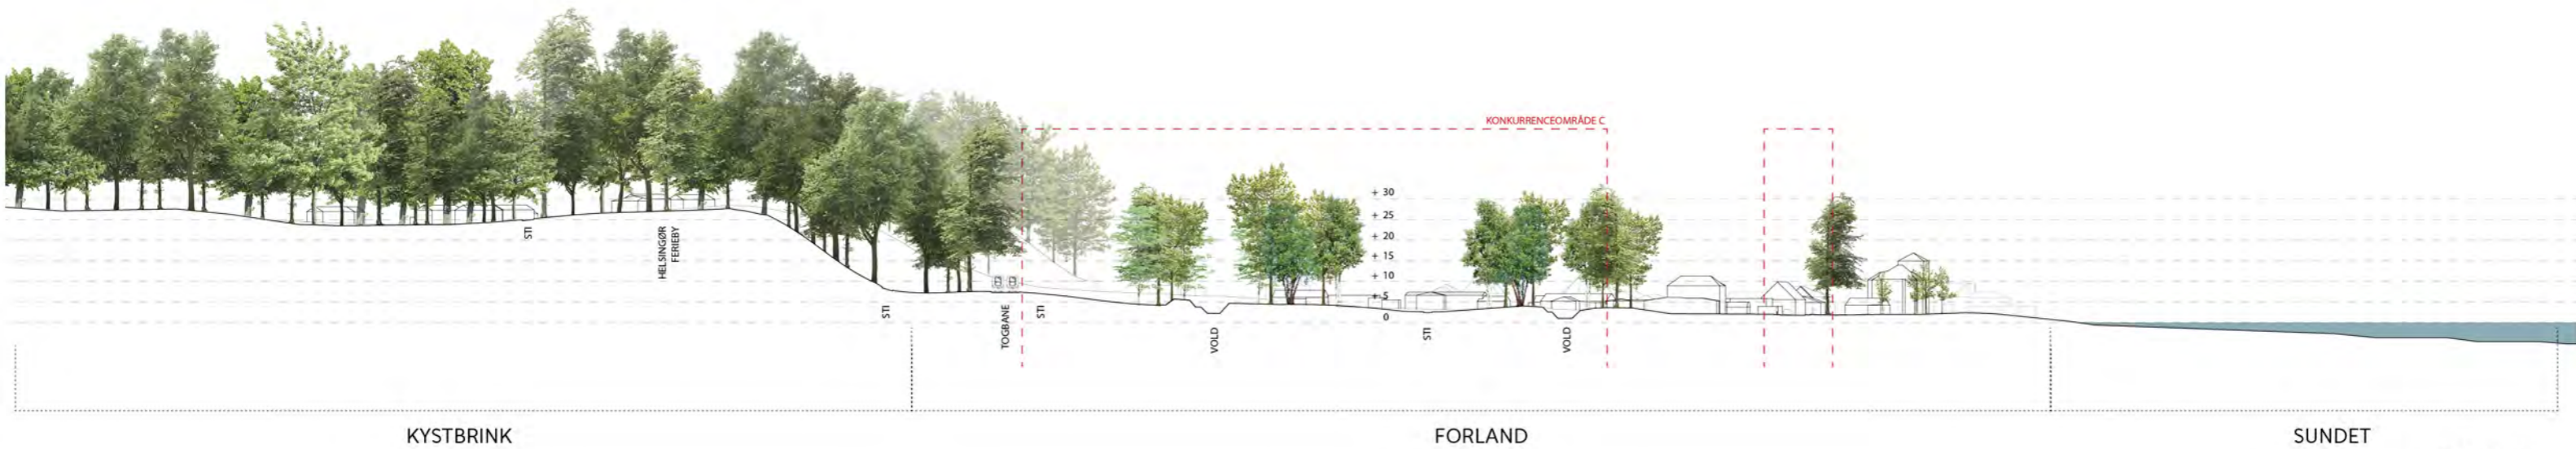 KONKURRENCEOMRÅDE C
+ 30
+ 25
+ 20
+ 15
+ 10
+ 5
0
STI
HELSINGØR
FERIEBY
STI
TOGBANE
STI
VOLD
STI
VOLD
KYSTBRINK
FORLAND
SUNDET